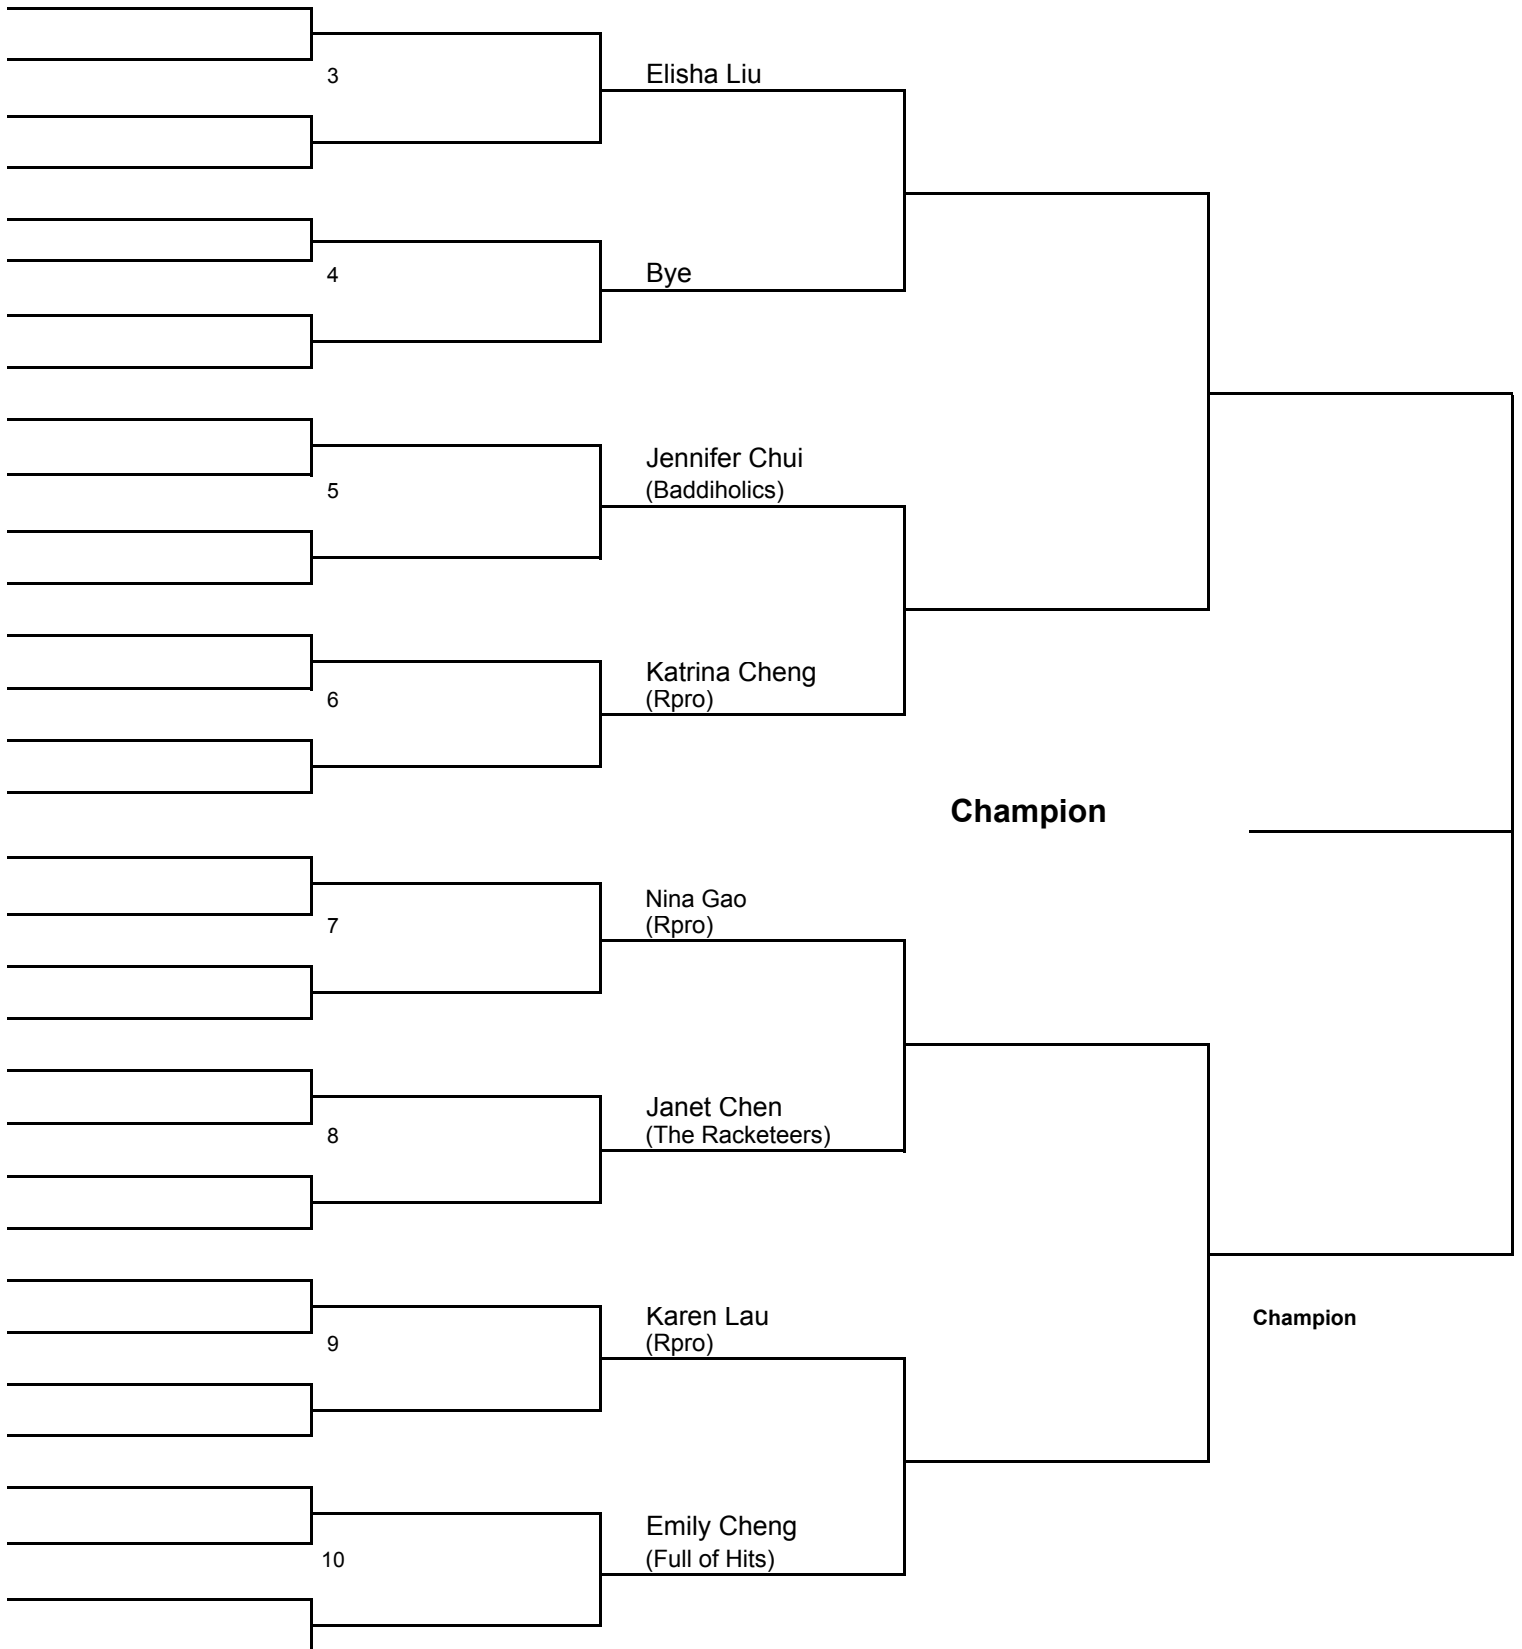 3
Elisha Liu
4
Bye
Jennifer Chui
(Baddiholics)
5
Katrina Cheng
(Rpro)
6
Champion
Nina Gao
(Rpro)
7
Janet Chen
(The Racketeers)
8
Karen Lau
(Rpro)
Champion
9
Emily Cheng
(Full of Hits)
10